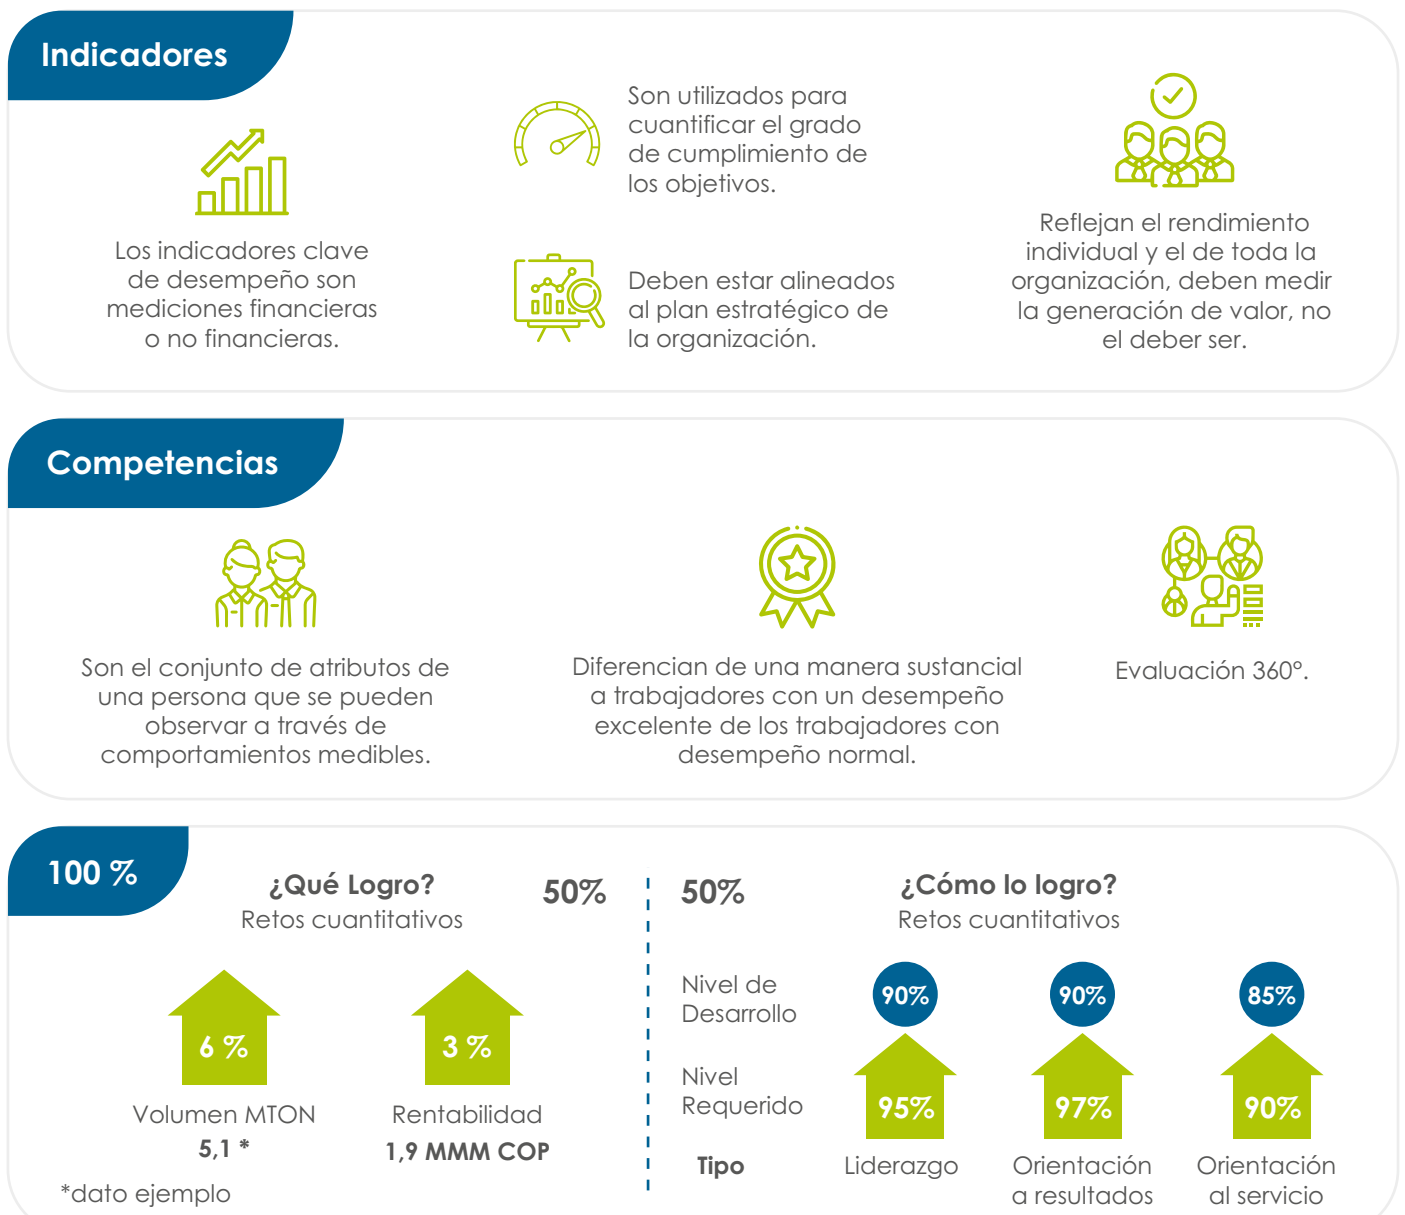 Indicadores
Los indicadores clave
de desempeño son
mediciones financieras
o no financieras.
Son utilizados para
cuantificar el grado
de cumplimiento de
los objetivos.
Deben estar alineados
al plan estratégico de
la organización.
Reflejan el rendimiento
individual y el de toda la
organización, deben medir
la generación de valor, no
el deber ser.
Competencias
Son el conjunto de atributos de
una persona que se pueden
observar a través de
comportamientos medibles.
Diferencian de una manera sustancial
a trabajadores con un desempeño
excelente de los trabajadores con
desempeño normal.
Evaluación 360°.
100 %
¿Qué Logro?
Retos cuantitativos
50%
6 %
3 %
Volumen MTON
5,1 *
Rentabilidad
1,9 MMM COP
*dato ejemplo
50%
¿Cómo lo logro?
Retos cuantitativos
Nivel de
Desarrollo
90%
90%
85%
Nivel
Requerido
95%
97%
90%
Tipo
Liderazgo
Orientación
a resultados
Orientación
al servicio